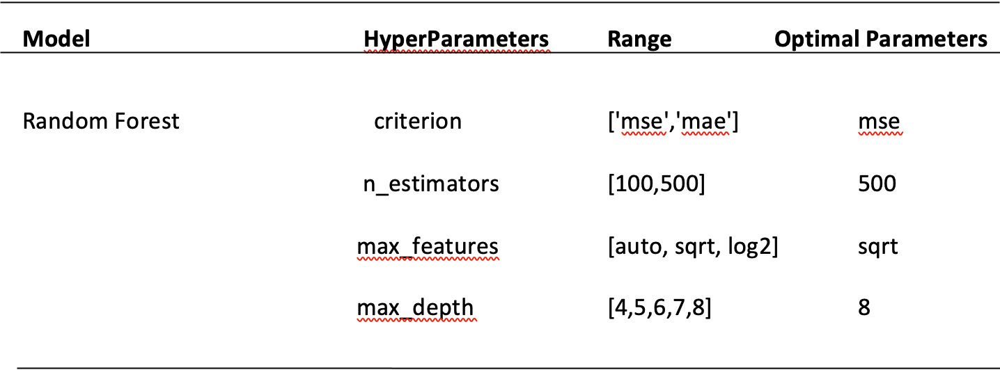 Model HyperParameters Range Optimal Parameters
Random Forest criterion ['mse','mae'] mse
n_estimators [100,500] 500
max_features [auto, sqrt, log2] sqrt
max_depth [4,5,6,7,8] 8